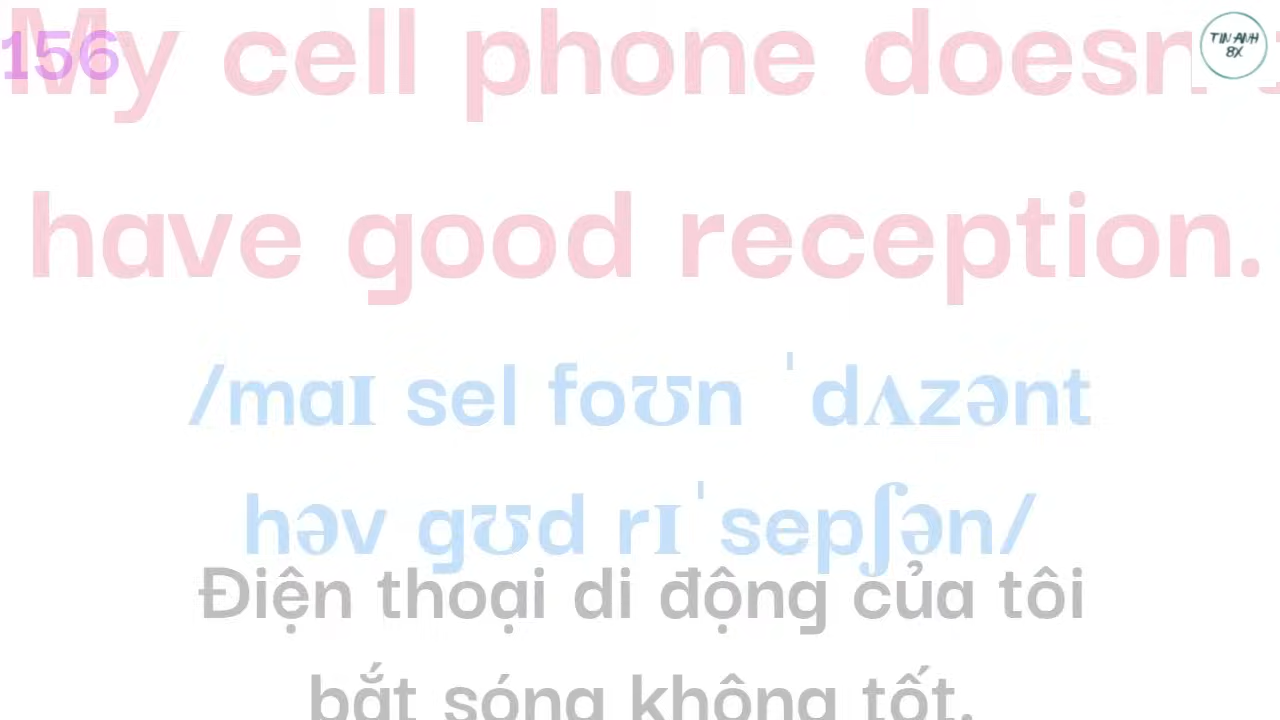 156
My cell phone doesn't
TIN ANH
8X
have good reception.
/maɪ sel foʊn ˈdʌzənt
həv gʊd rɪˈsepʃən/
Điện thoại di động của tôi
bắt sóng không tốt.